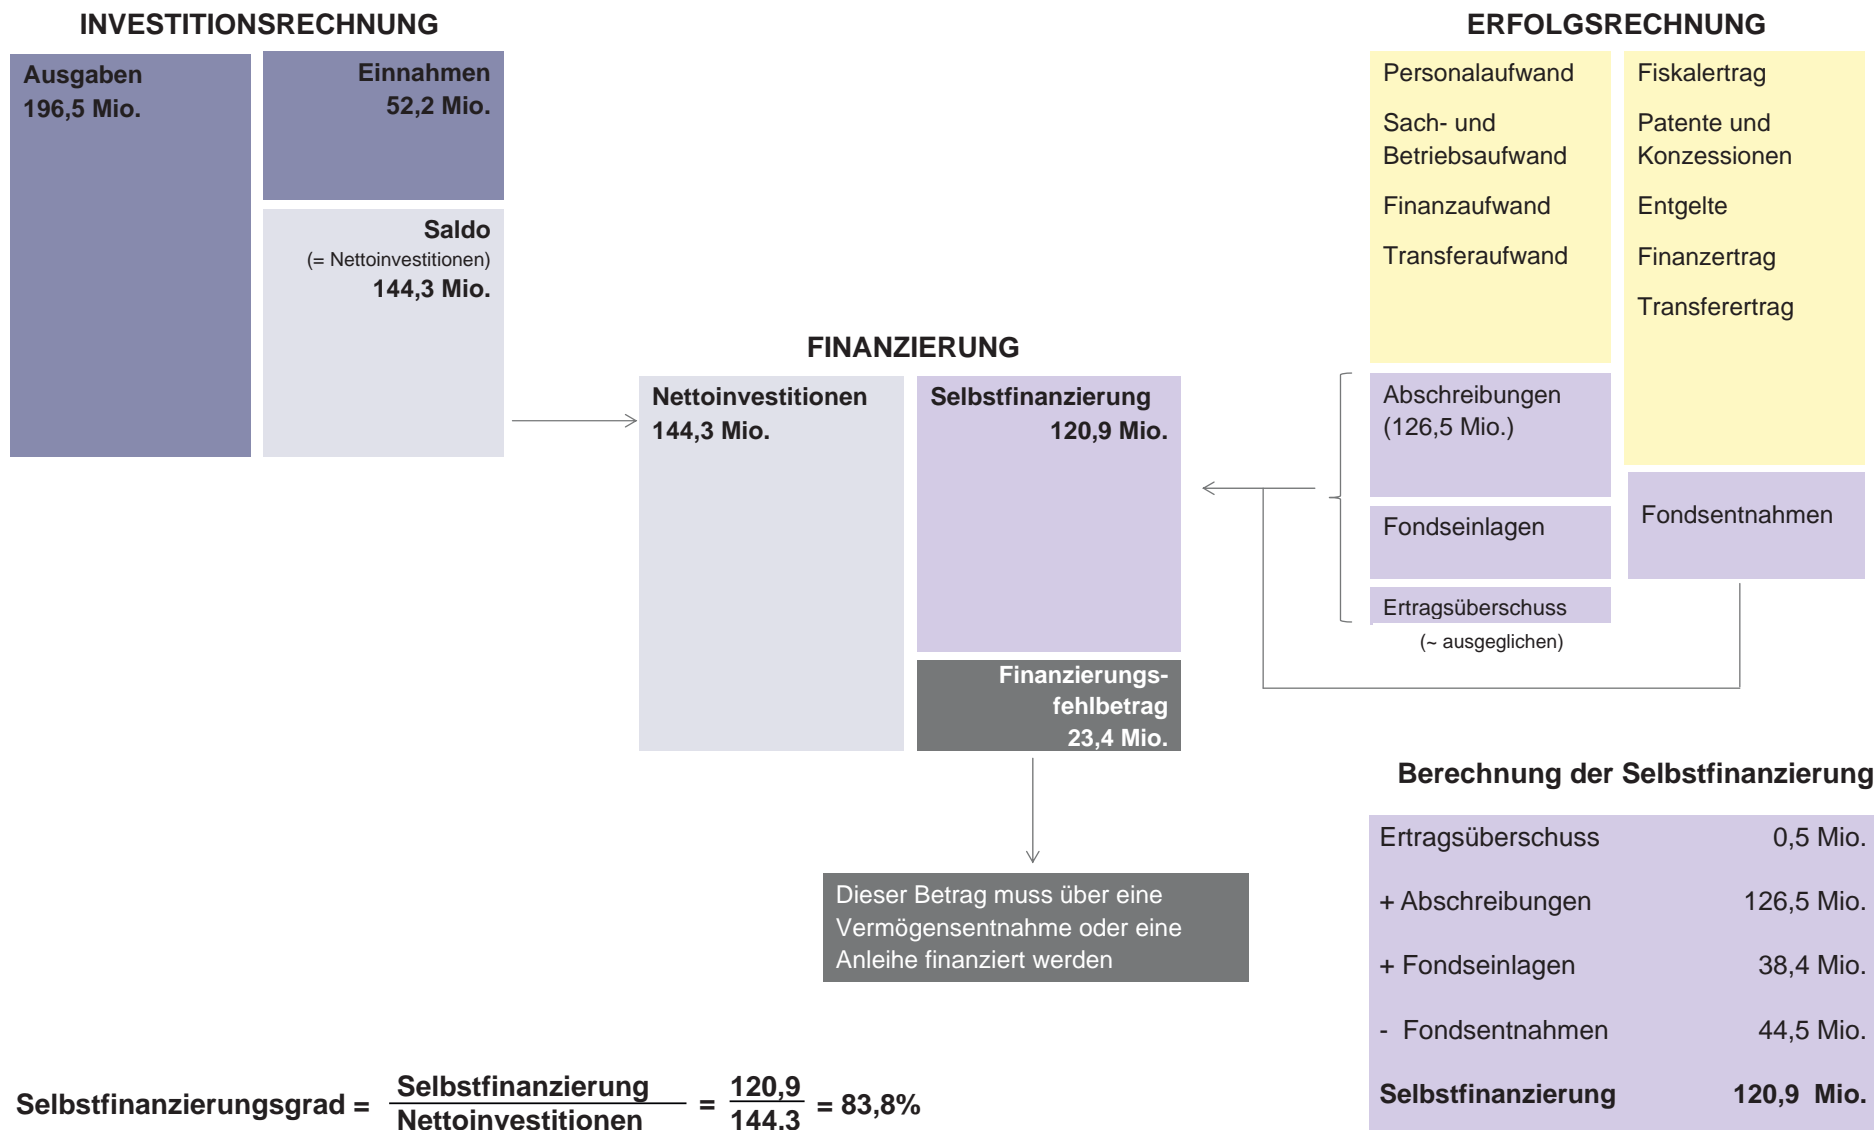 INVESTITIONSRECHNUNG
Ausgaben
196,5 Mio.
Einnahmen
52,2 Mio.
Saldo
(= Nettoinvestitionen)
144,3 Mio.
FINANZIERUNG
Nettoinvestitionen
144,3 Mio.
Selbstfinanzierung
120,9 Mio.
Finanzierungs-
fehlbetrag
23,4 Mio.
Dieser Betrag muss über eine
Vermögensentnahme oder eine
Anleihe finanziert werden
ERFOLGSRECHNUNG
Personalaufwand
Sach- und
Betriebsaufwand
Finanzaufwand
Transferaufwand
Abschreibungen
(126,5 Mio.)
Fondseinlagen
Ertragsüberschuss
(~ ausgeglichen)
Fiskalertrag
Patente und
Konzessionen
Entgelte
Finanzertrag
Transferertrag
Fondsentnahmen
Berechnung der Selbstfinanzierung
Ertragsüberschuss 0,5 Mio.
+ Abschreibungen 126,5 Mio.
+ Fondseinlagen 38,4 Mio.
- Fondsentnahmen 44,5 Mio.
Selbstfinanzierung 120,9 Mio.
Selbstfinanzierungsgrad = Selbstfinanzierung = 120,9 = 83,8%
Nettoinvestitionen 144,3